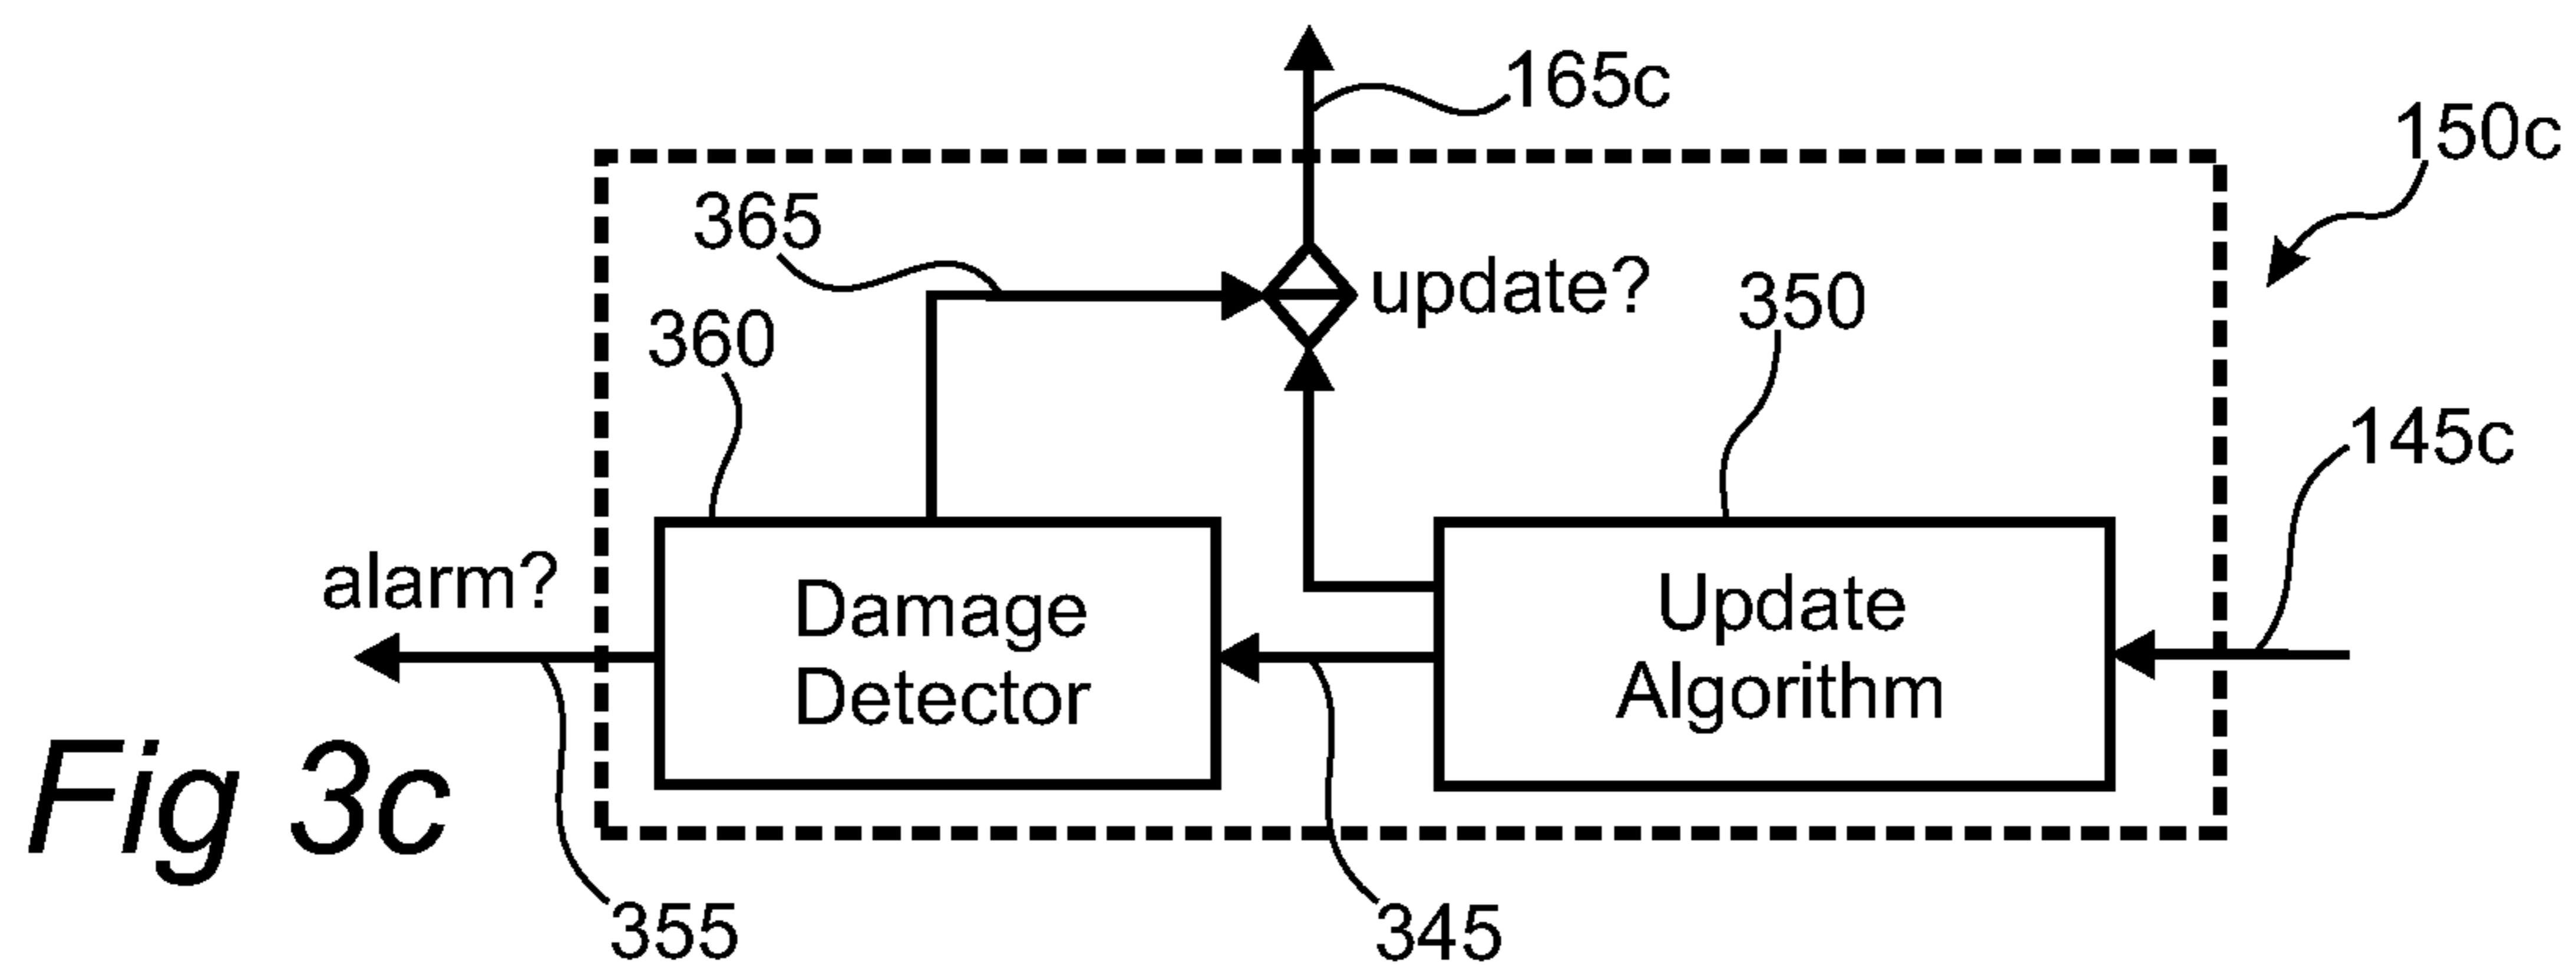 165c
150c
365
update?
350
360
145c
alarm?
Damage
Detector
Update
Algorithm
Fig 3c
355
345